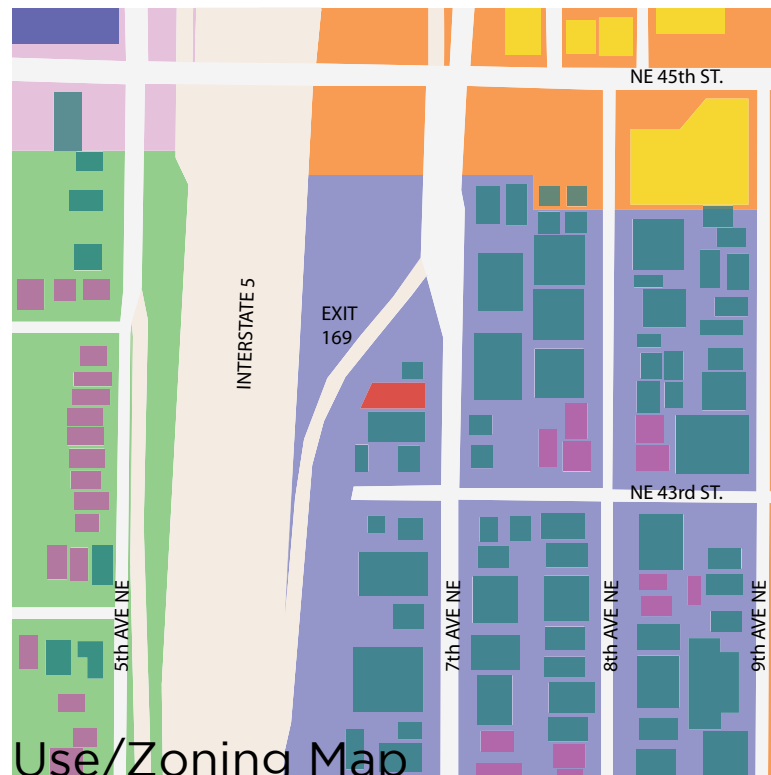 NE 45th ST.
INTERSTATE 5
EXIT
169
NE 43rd ST.
5th AVE NE
7th AVE NE
8th AVE NE
9th AVE NE
Use/Zoning Map